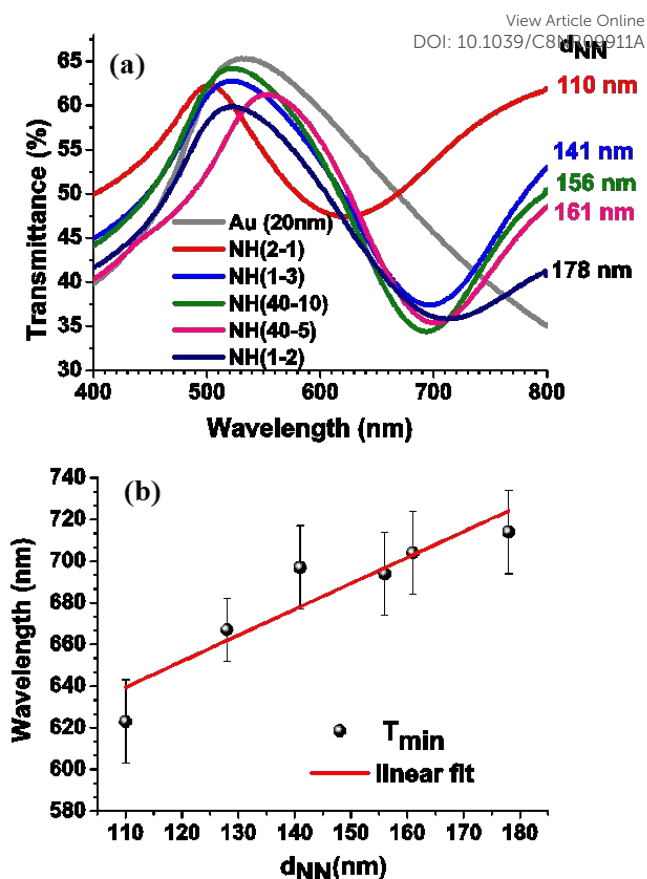 View Article Online
DOI: 10.1039/C8NR09911A
(a)
dNN
65
60
55
50
45
40
35
30
Transmittance (%)
110 nm
141 nm
156 nm
161 nm
178 nm
Au (20nm)
NH(2-1)
NH(1-3)
NH(40-10)
NH(40-5)
NH(1-2)
400 500 600 700 800
Wavelength (nm)
(b)
740
720
700
680
660
640
620
600
580
Wavelength (nm)
Tmin
linear fit
110 120 130 140 150 160 170 180
dNN(nm)